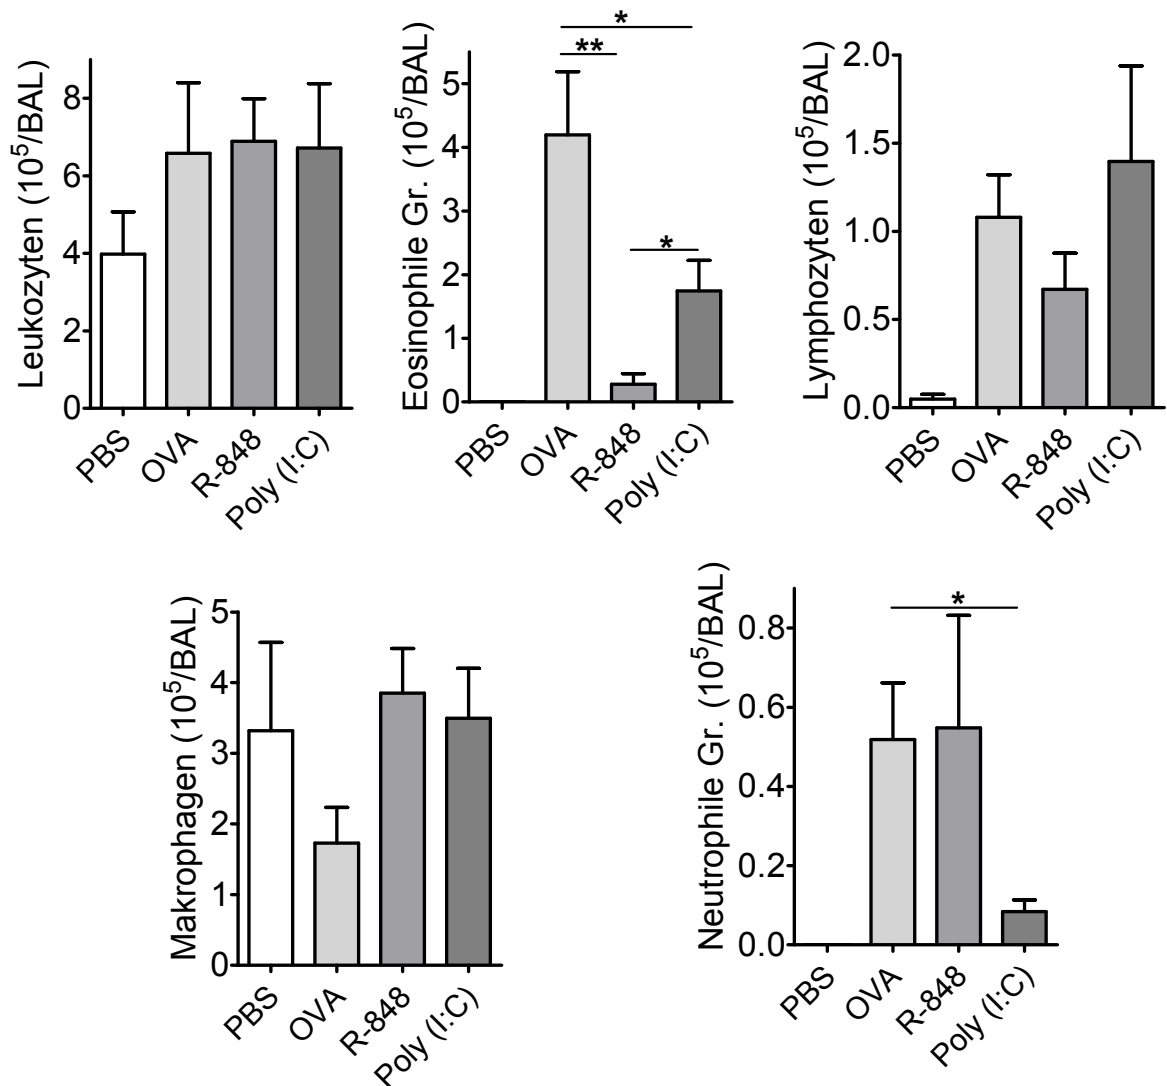 Leukozyten (10⁵/BAL)
8
6
4
2
0
PBS
OVA
R-848
Poly (I:C)
Eosinophile Gr. (10⁵/BAL)
5
4
3
2
1
0
*
**
*
PBS
OVA
R-848
Poly (I:C)
Lymphozyten (10⁵/BAL)
2.0
1.5
1.0
0.5
0.0
PBS
OVA
R-848
Poly (I:C)
Makrophagen (10⁵/BAL)
5
4
3
2
1
0
PBS
OVA
R-848
Poly (I:C)
Neutrophile Gr. (10⁵/BAL)
0.8
0.6
0.4
0.2
0.0
*
PBS
OVA
R-848
Poly (I:C)